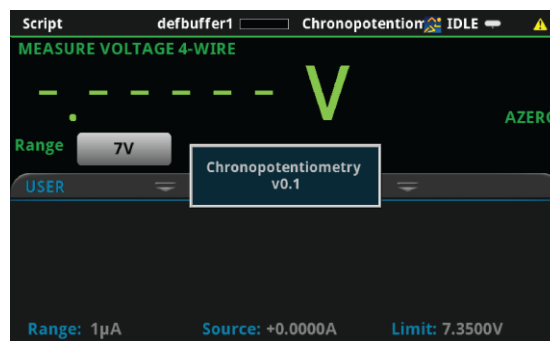 Script defbuffer1 Chronopotention IDLE
MEASURE VOLTAGE 4-WIRE
-.----- V
AZERO
Range 7V
Chronopotentiometry
v0.1
USER
Range: 1µA Source: +0.0000A Limit: 7.3500V